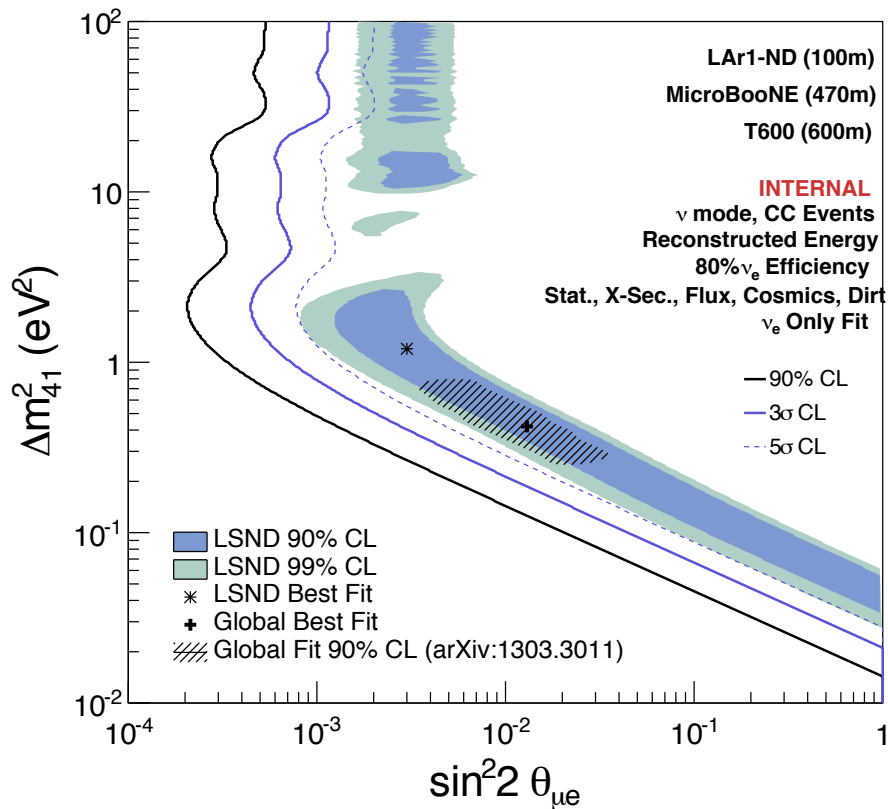 10²
10
1
10⁻¹
10⁻²
Δm²₄₁ (eV²)
LAr1-ND (100m)
MicroBooNE (470m)
T600 (600m)
INTERNAL
ν mode, CC Events
Reconstructed Energy
80%νₑ Efficiency
Stat., X-Sec., Flux, Cosmics, Dirt
νₑ Only Fit
90% CL
3σ CL
5σ CL
LSND 90% CL
LSND 99% CL
LSND Best Fit
Global Best Fit
Global Fit 90% CL (arXiv:1303.3011)
10⁻⁴ 10⁻³ 10⁻² 10⁻¹ 1
sin²2 θμe